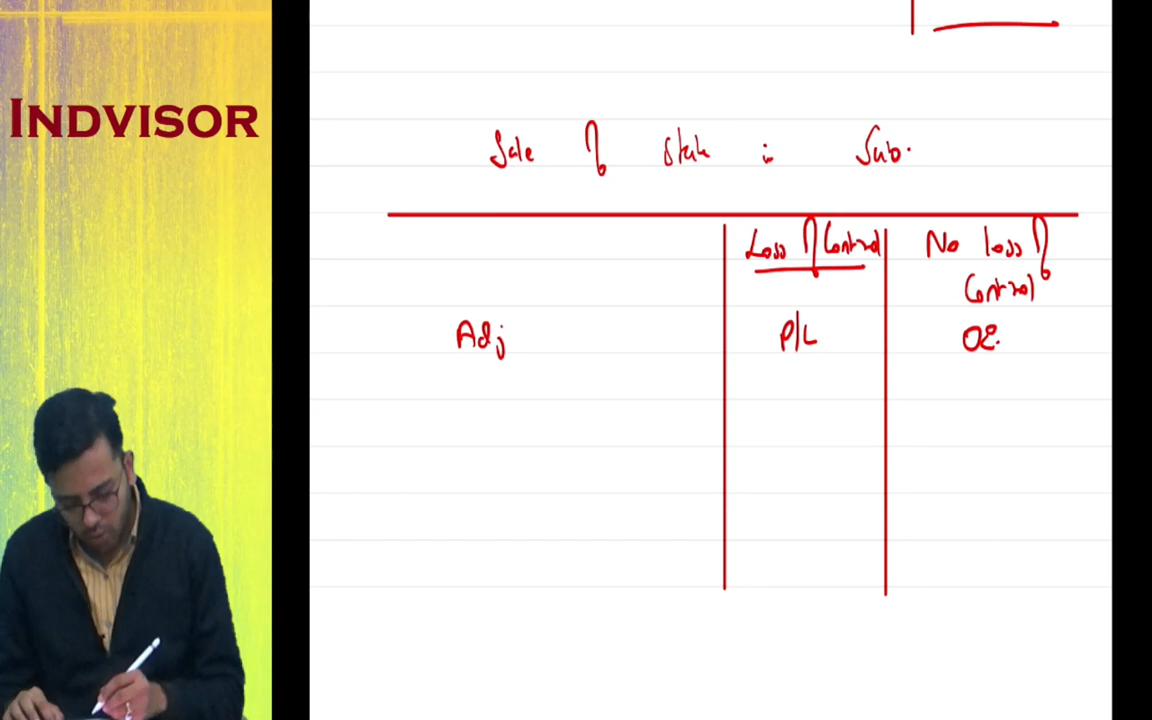 INDVISOR
Sale of Stake in Sub.
Loss of Control
No loss of
Control
Adj P/L OE.